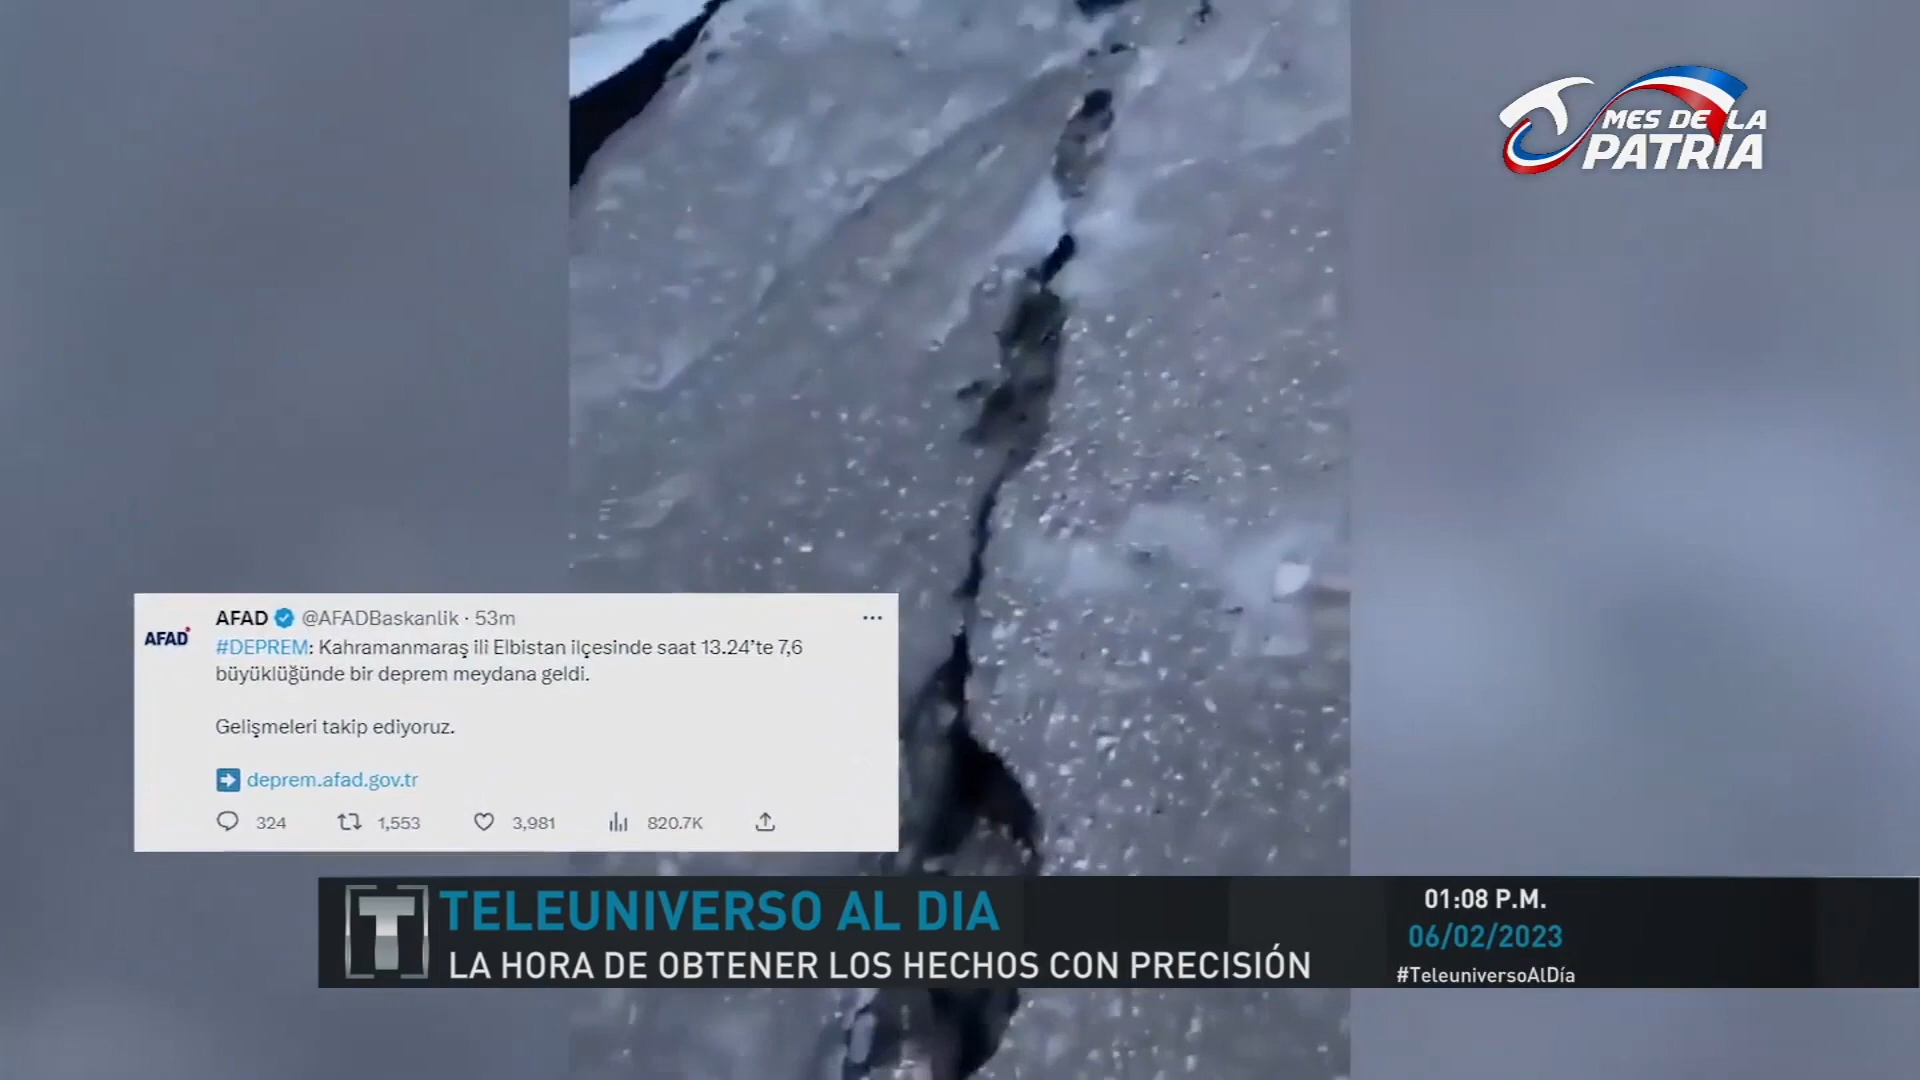 MES DE LA
PATRIA
AFAD @AFADBaskanlik · 53m
AFAD
#DEPREM: Kahramanmaraş ili Elbistan ilçesinde saat 13.24'te 7,6
büyüklüğünde bir deprem meydana geldi.
Gelişmeleri takip ediyoruz.
deprem.afad.gov.tr
324 1,553 3,981 820.7K
TELEUNIVERSO AL DIA
LA HORA DE OBTENER LOS HECHOS CON PRECISIÓN
01:08 P.M.
06/02/2023
#TeleuniversoAlDía